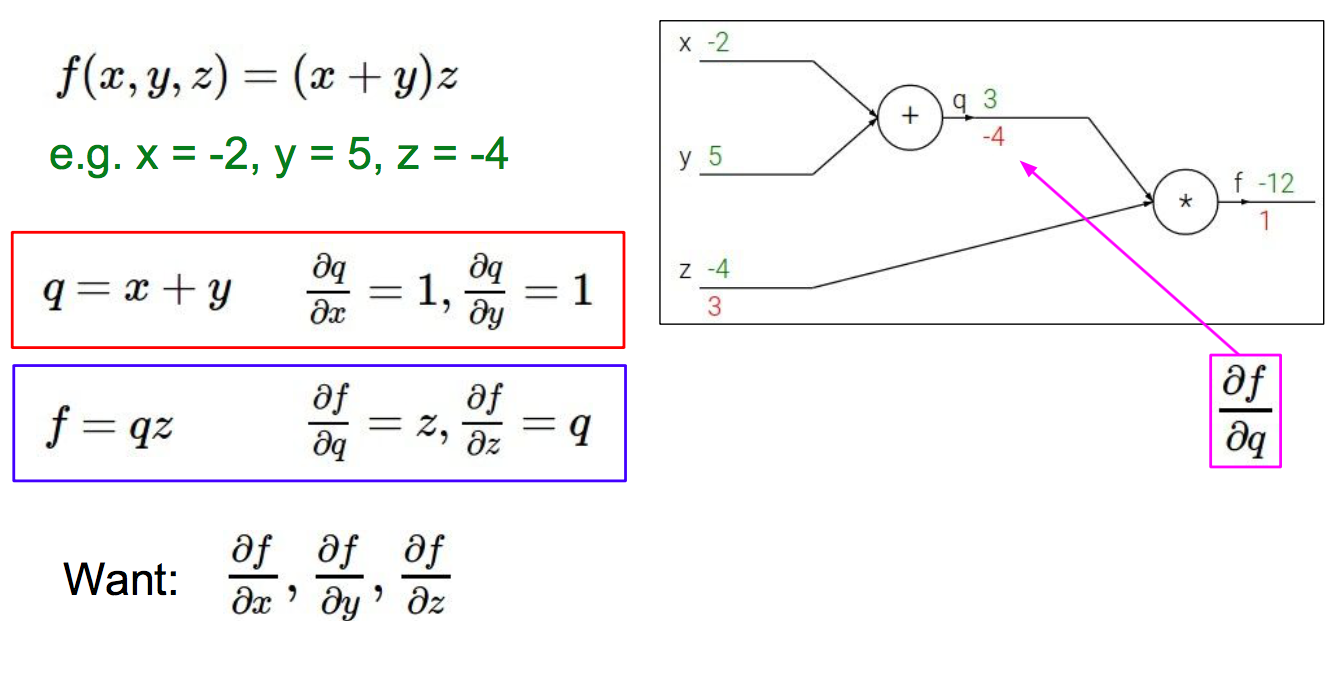 f(x, y, z) = (x + y)z
e.g. x = -2, y = 5, z = -4
q = x + y    ∂q/∂x = 1, ∂q/∂y = 1
f = qz    ∂f/∂q = z, ∂f/∂z = q
Want: ∂f/∂x, ∂f/∂y, ∂f/∂z
x -2
y 5
z -4
3
+
q 3
-4
*
f -12
1
∂f/∂q